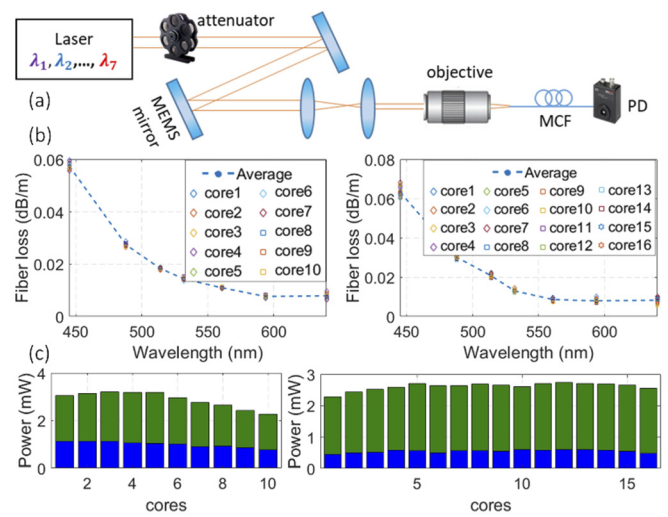 Laser
λ1, λ2,..., λ7
attenuator
(a)
MEMS
mirror
objective
MCF
PD
(b)
Fiber loss (dB/m)
0.06
0.04
0.02
0
Average
core1 core6
core2 core7
core3 core8
core4 core9
core5 core10
450 500 550 600
Wavelength (nm)
Fiber loss (dB/m)
0.08
0.06
0.04
0.02
0
Average
core1 core5 core9 core13
core2 core6 core10 core14
core3 core7 core11 core15
core4 core8 core12 core16
450 500 550 600
Wavelength (nm)
(c)
Power (mW)
4
2
0
2 4 6 8 10
cores
Power (mW)
3
2
1
0
5 10 15
cores